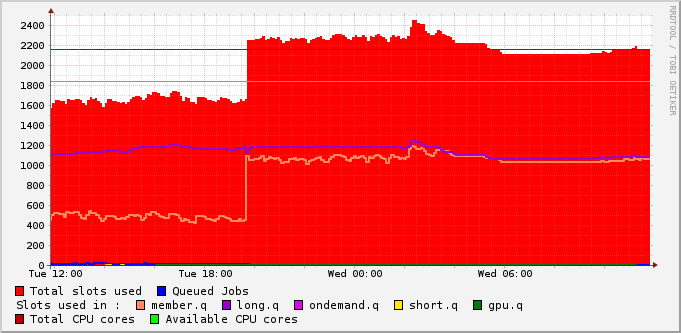 RRDTOOL / TOBI OETIKER
2400
2200
2000
1800
1600
1400
1200
1000
800
600
400
200
0
Tue 12:00 Tue 18:00 Wed 00:00 Wed 06:00
Total slots used Queued Jobs
Slots used in : member.q long.q ondemand.q short.q gpu.q
Total CPU cores Available CPU cores